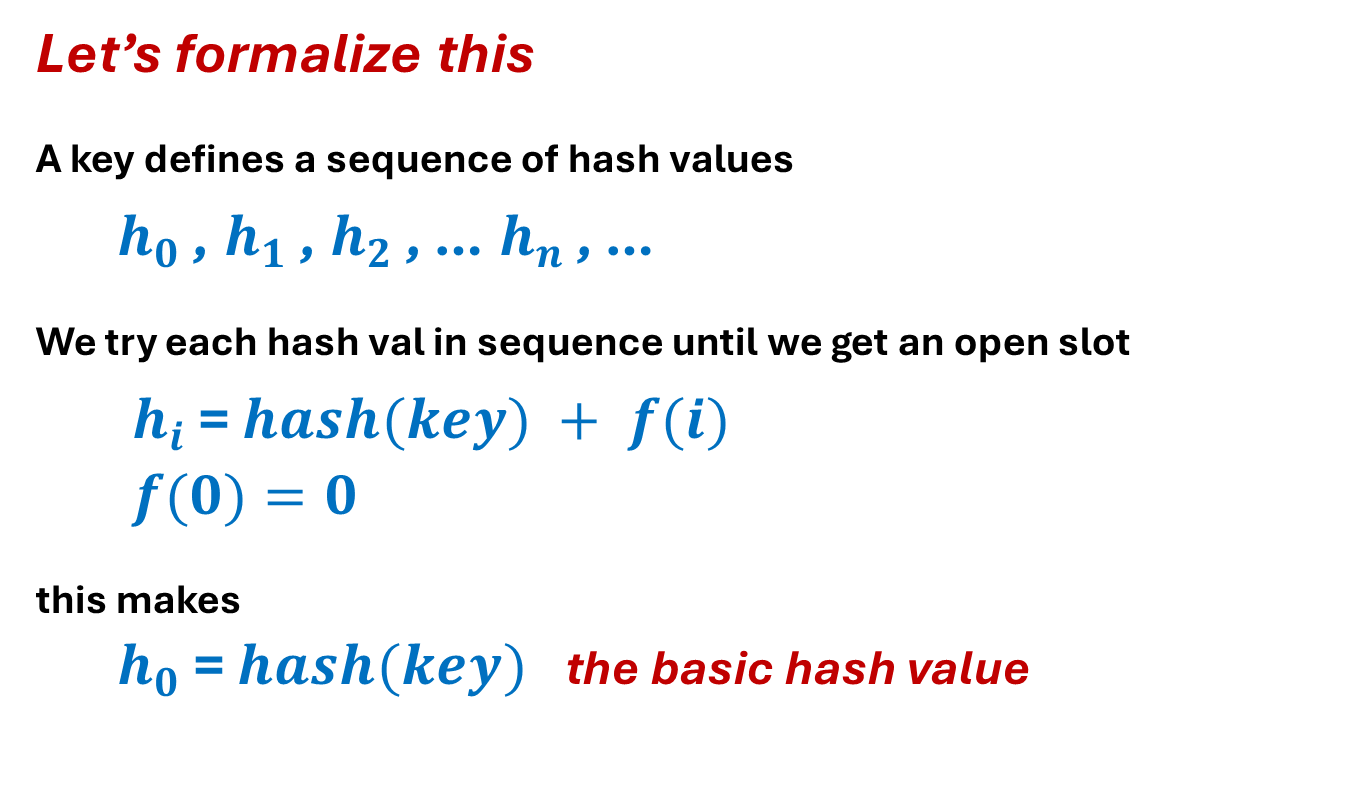 Let’s formalize this
A key defines a sequence of hash values
h₀ , h₁ , h₂ , … hₙ , …
We try each hash val in sequence until we get an open slot
hᵢ = hash(key) + f(i)
f(0) = 0
this makes
h₀ = hash(key) the basic hash value